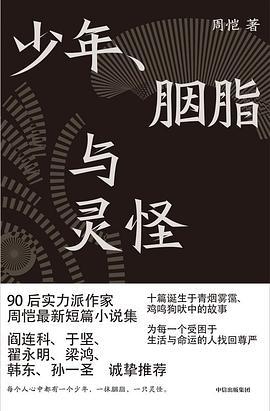 周恺 著
少年、
胭脂
与
灵怪
90后实力派作家
周恺最新短篇小说集
阎连科、于坚、
翟永明、梁鸿、
韩东、孙一圣 诚挚推荐
十篇诞生于青烟雾霭、
鸡鸣狗吠中的故事
为每一个受困于
生活与命运的人找回尊严
每个人心中都有一个少年，一抹胭脂，一只灵怪。
中信出版集团